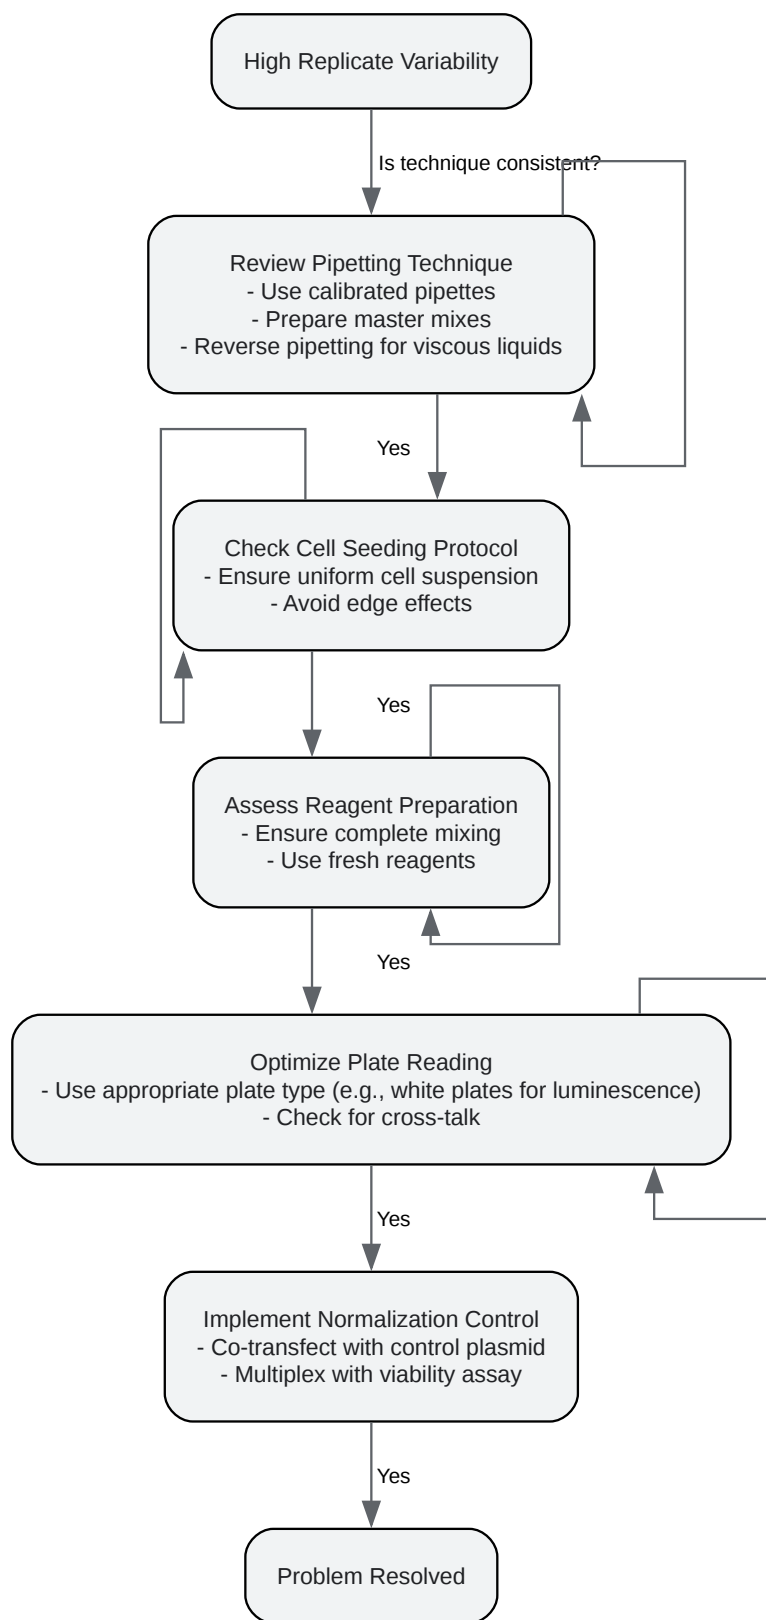 High Replicate Variability
Is technique consistent?
Review Pipetting Technique
- Use calibrated pipettes
- Prepare master mixes
- Reverse pipetting for viscous liquids
Yes
Check Cell Seeding Protocol
- Ensure uniform cell suspension
- Avoid edge effects
Yes
Assess Reagent Preparation
- Ensure complete mixing
- Use fresh reagents
Yes
Optimize Plate Reading
- Use appropriate plate type (e.g., white plates for luminescence)
- Check for cross-talk
Yes
Implement Normalization Control
- Co-transfect with control plasmid
- Multiplex with viability assay
Yes
Problem Resolved